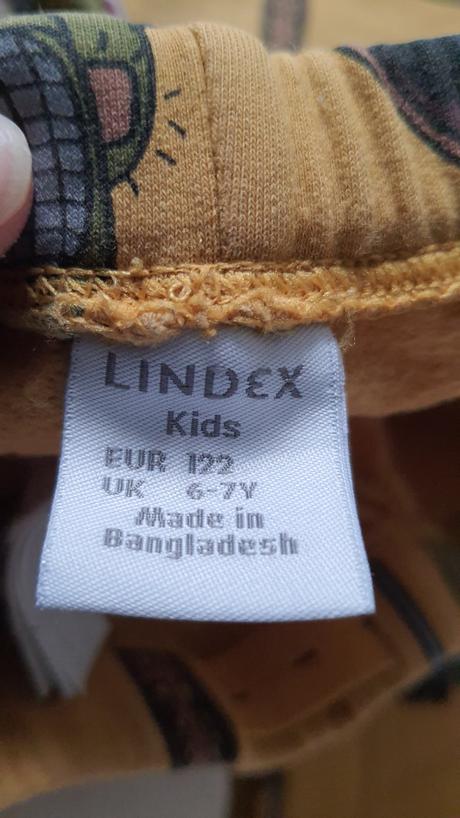 LINDEX
Kids
EUR 122
UK 6-7Y
Made in
Bangladesh